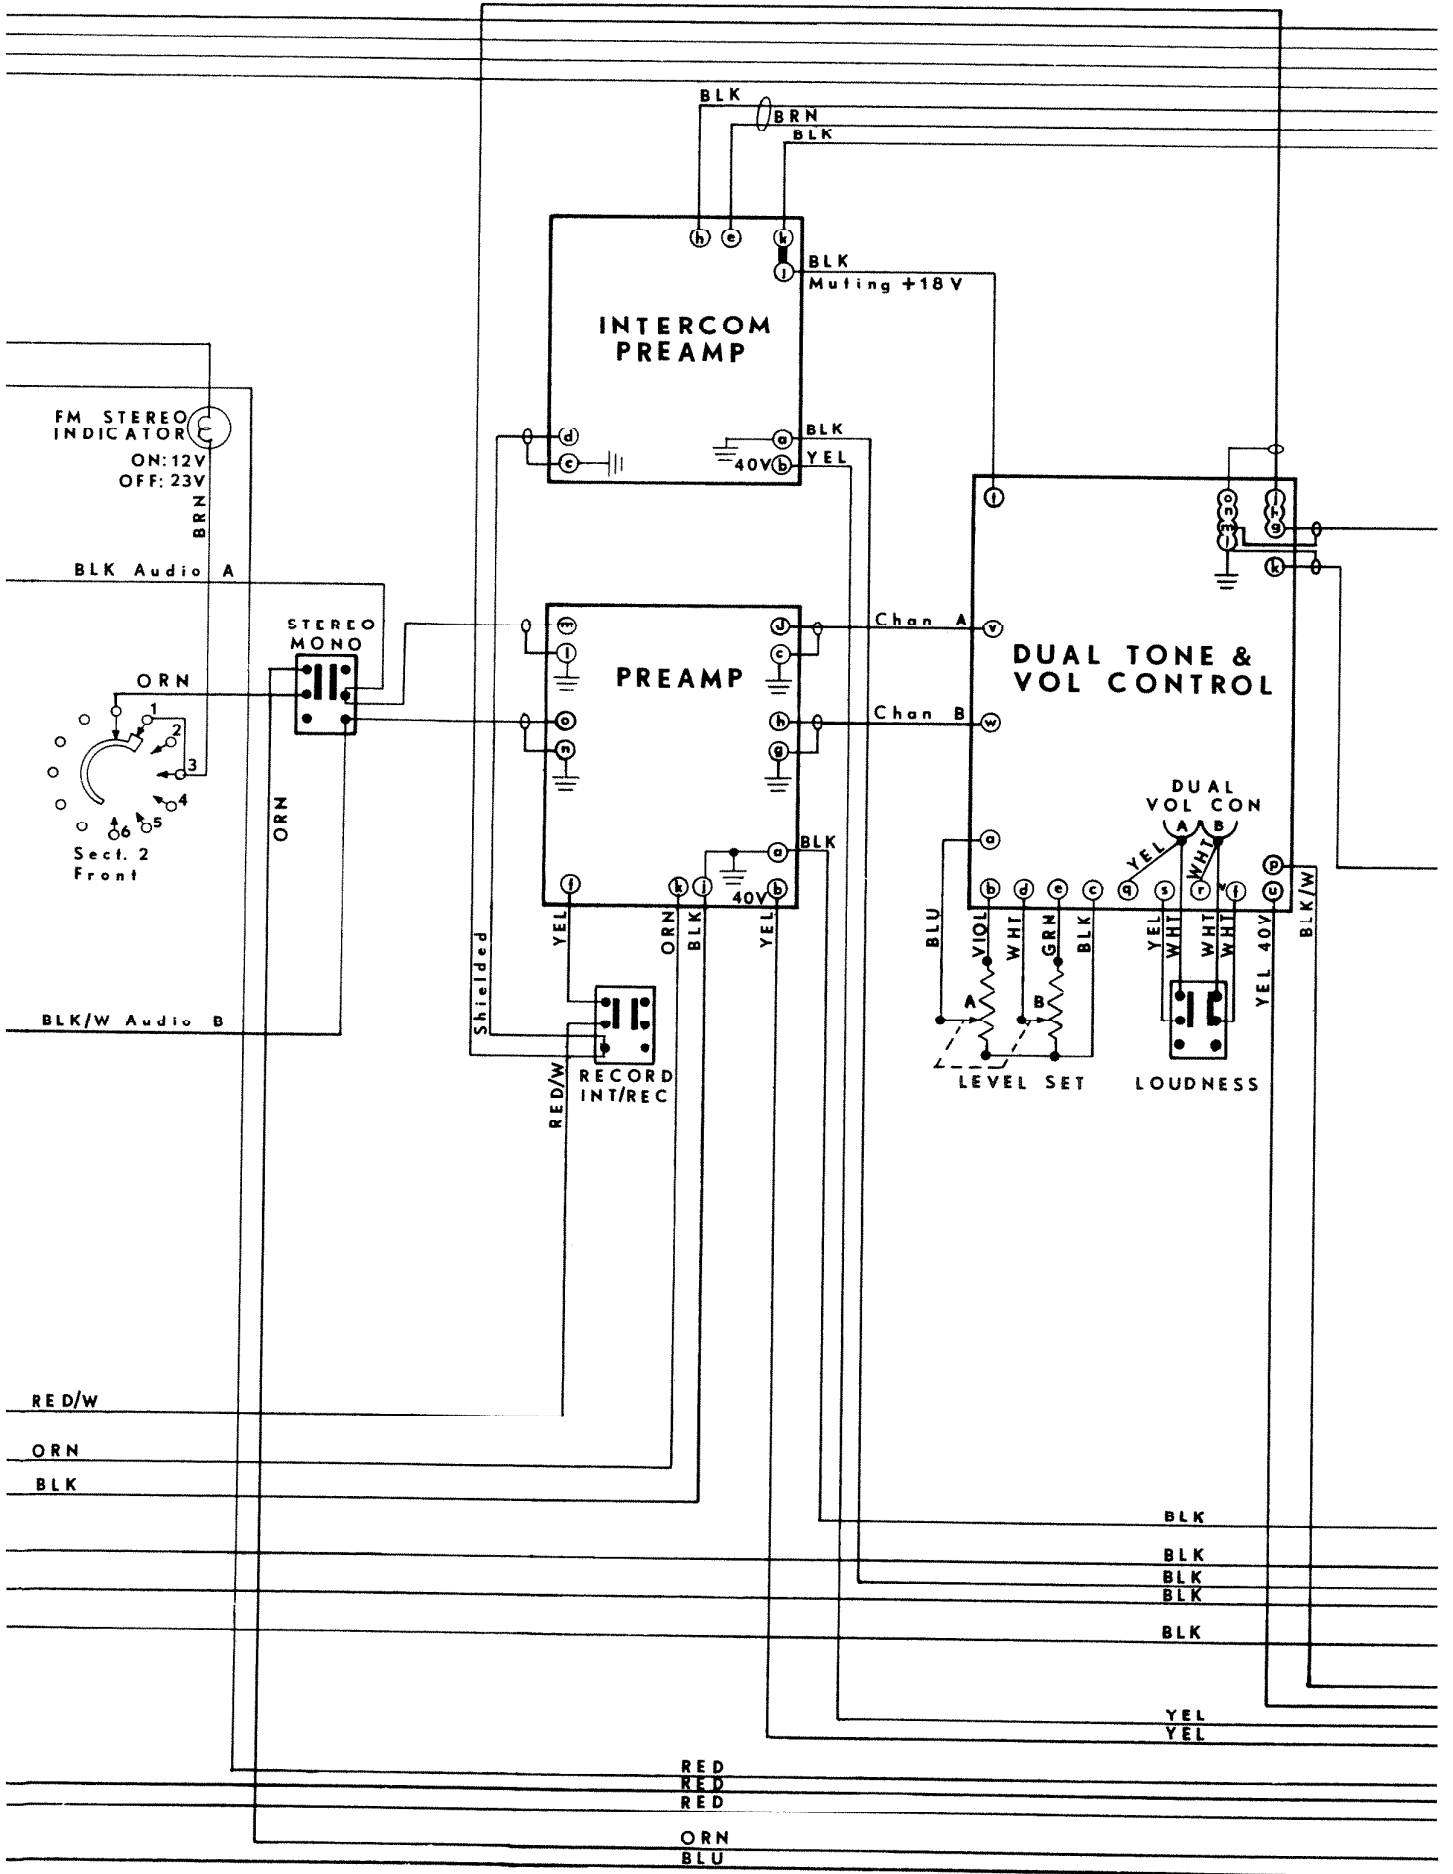 BLK
BRN
BLK
h e k
j
BLK
Muting +18V
INTERCOM
PREAMP
FM STEREO
INDICATOR
ON:12V
OFF:23V
BRN
d
c
a BLK
40V b YEL
BLK Audio A
STEREO
MONO
ORN
1
2
3
4
5
6
Sect. 2
Front
ORN
m
l
o
n
PREAMP
J
c
h
g
Chan A
Chan B
a BLK
f k j 40V b
YEL
ORN
BLK
YEL
t
o
n
m
l
j
h
g
k
v
w
DUAL TONE &
VOL CONTROL
DUAL
VOL CON
A B
YEL
WHT
a
p
b d e c q s r f u
BLU
VIOL
WHT
GRN
BLK
YEL
WHT
WHT
WHT
YEL 40V
BLK/W
A
B
LEVEL SET
LOUDNESS
Shielded
RECORD
INT/REC
RED/W
BLK/W Audio B
RED/W
ORN
BLK
BLK
BLK
BLK
BLK
BLK
YEL
YEL
RED
RED
RED
ORN
BLU